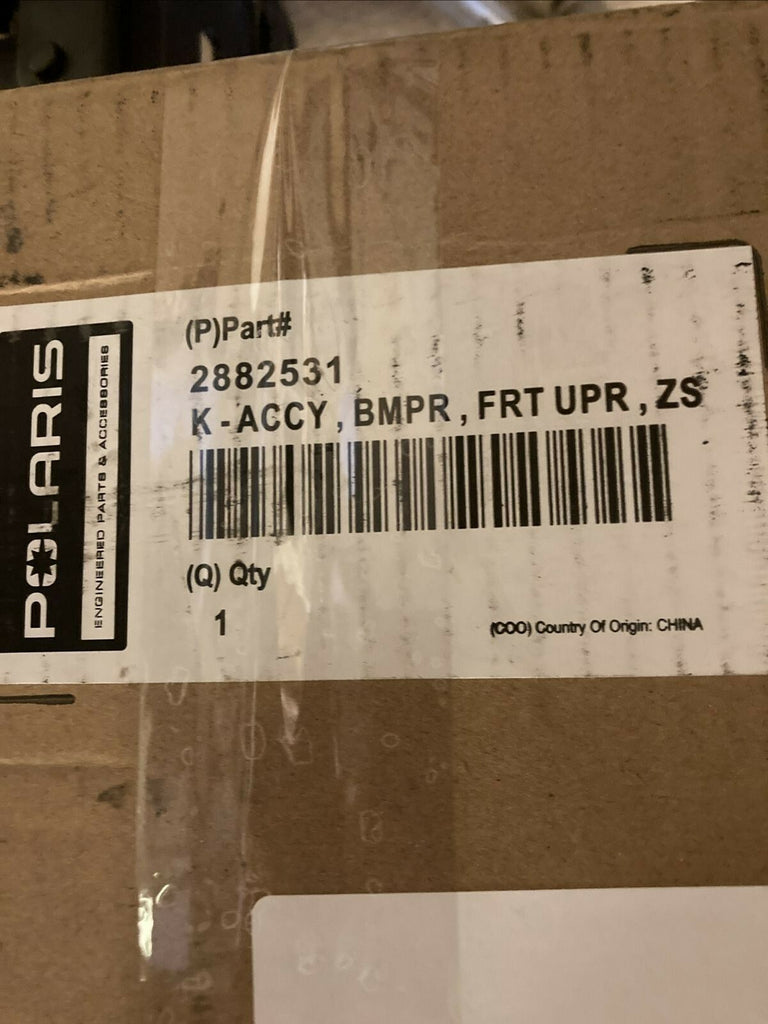 POLARIS
ENGINEERED PARTS & ACCESSORIES
(P)Part#
2882531
K - ACCY , BMPR , FRT UPR , ZS
(Q) Qty
1
(COO) Country Of Origin: CHINA